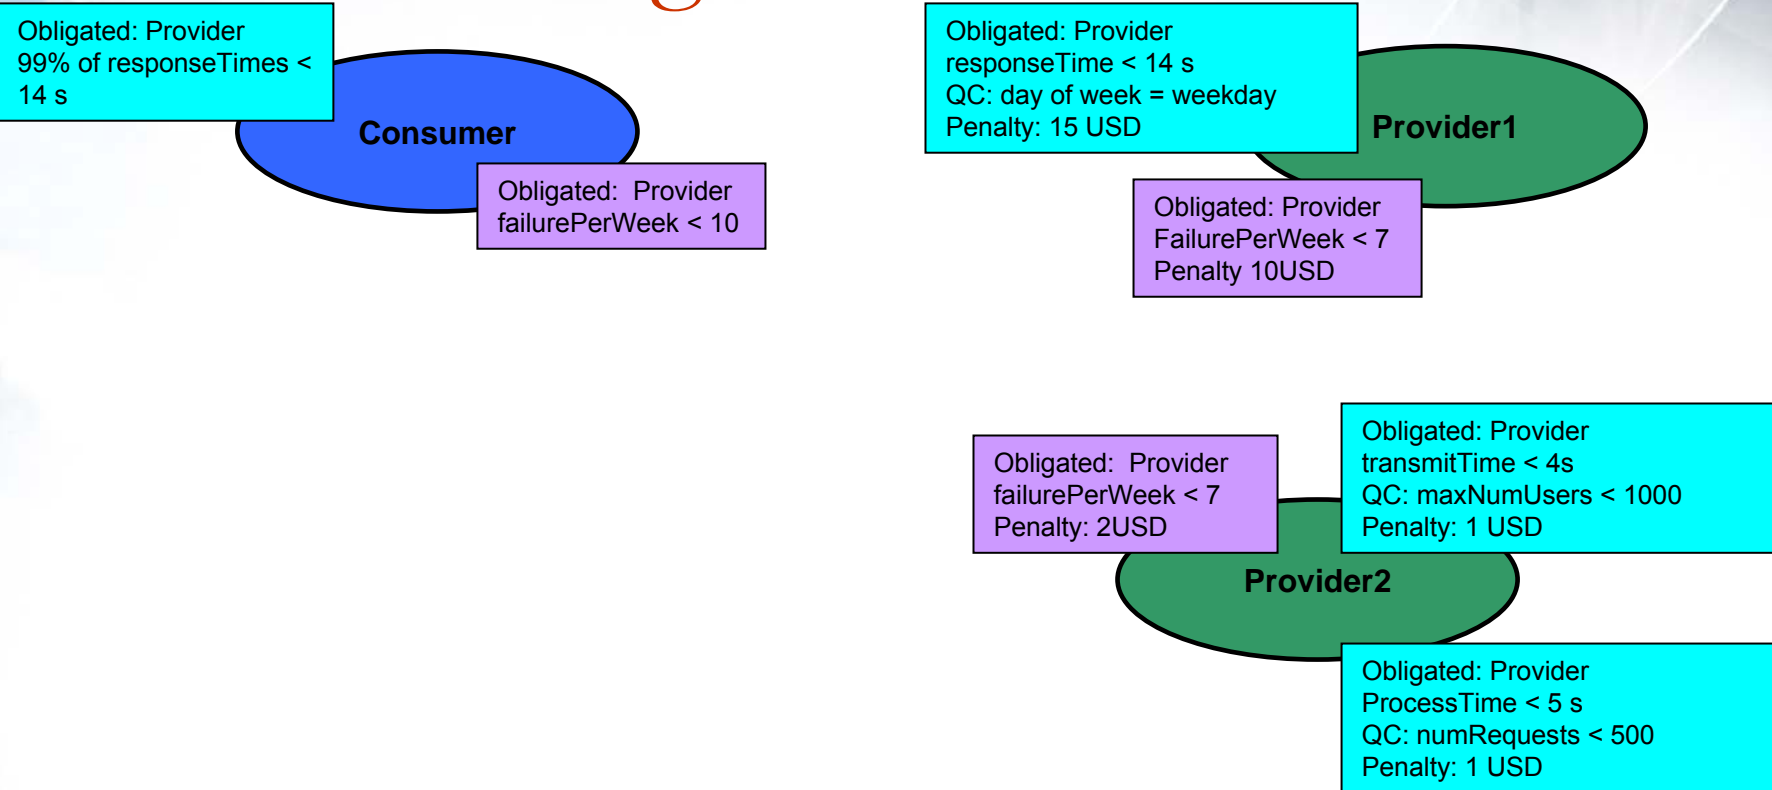 Obligated: Provider
99% of responseTimes <
14 s
Consumer
Obligated:  Provider
failurePerWeek < 10
Obligated: Provider
responseTime < 14 s
QC: day of week = weekday
Penalty: 15 USD
Provider1
Obligated: Provider
FailurePerWeek < 7
Penalty 10USD
Obligated:  Provider
failurePerWeek < 7
Penalty: 2USD
Obligated: Provider
transmitTime < 4s
QC: maxNumUsers < 1000
Penalty: 1 USD
Provider2
Obligated: Provider
ProcessTime < 5 s
QC: numRequests < 500
Penalty: 1 USD